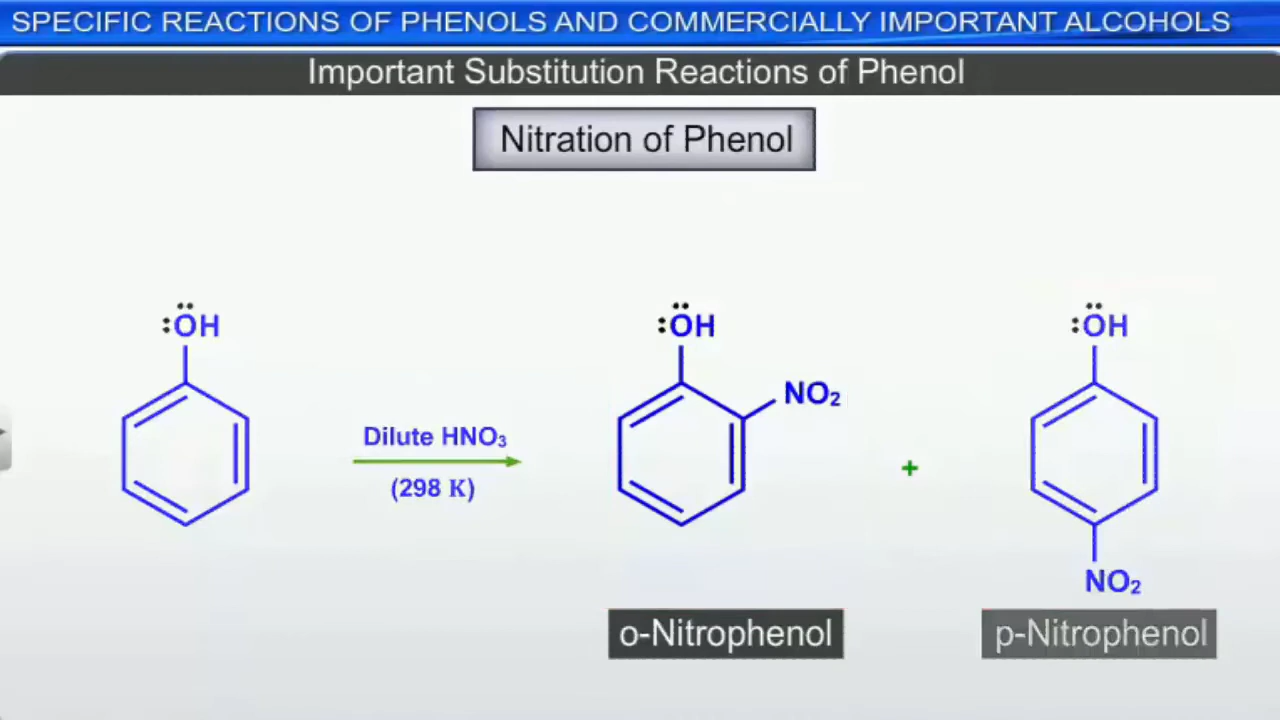 SPECIFIC REACTIONS OF PHENOLS AND COMMERCIALLY IMPORTANT ALCOHOLS
Important Substitution Reactions of Phenol
Nitration of Phenol
:ÖH
:ÖH
:ÖH
NO₂
Dilute HNO₃
(298 K)
+
NO₂
o-Nitrophenol
p-Nitrophenol